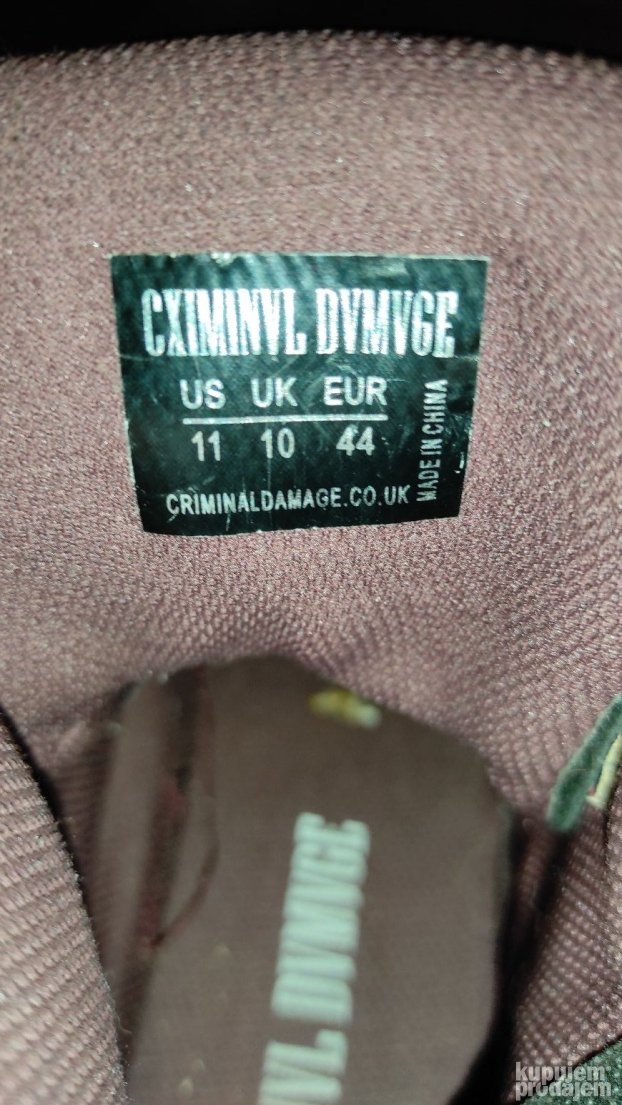 CXIMINVL DVMVGE
US UK EUR
11 10 44
MADE IN CHINA
CRIMINALDAMAGE.CO.UK
VL DVMVGE
kupujem
prodajem